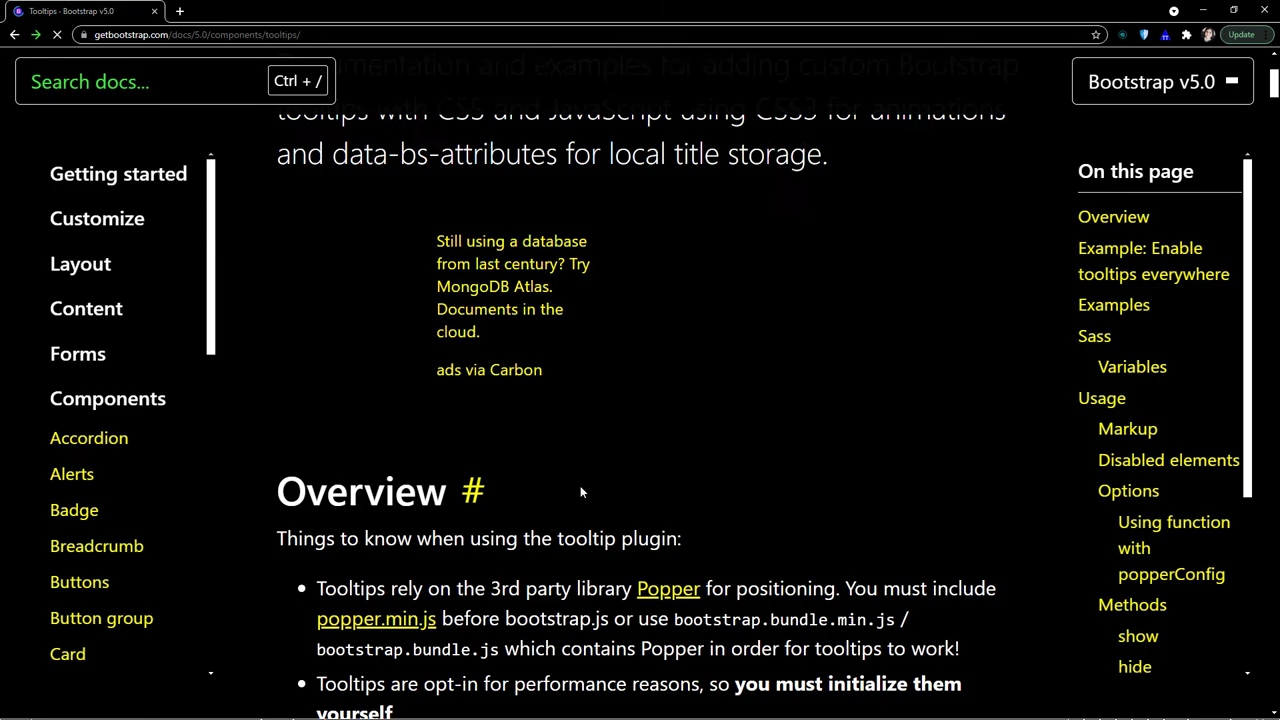 Tooltips - Bootstrap v5.0
getbootstrap.com/docs/5.0/components/tooltips/
Update
Search docs...
Ctrl + /
Bootstrap v5.0
Documentation and examples for adding custom Bootstrap
tooltips with CSS and JavaScript using CSS3 for animations
and data-bs-attributes for local title storage.
Getting started
Customize
Layout
Content
Forms
Components
Accordion
Alerts
Badge
Breadcrumb
Buttons
Button group
Card
Still using a database
from last century? Try
MongoDB Atlas.
Documents in the
cloud.
ads via Carbon
Overview #
Things to know when using the tooltip plugin:
• Tooltips rely on the 3rd party library Popper for positioning. You must include
popper.min.js before bootstrap.js or use bootstrap.bundle.min.js /
bootstrap.bundle.js which contains Popper in order for tooltips to work!
• Tooltips are opt-in for performance reasons, so you must initialize them
yourself
On this page
Overview
Example: Enable
tooltips everywhere
Examples
Sass
Variables
Usage
Markup
Disabled elements
Options
Using function
with
popperConfig
Methods
show
hide